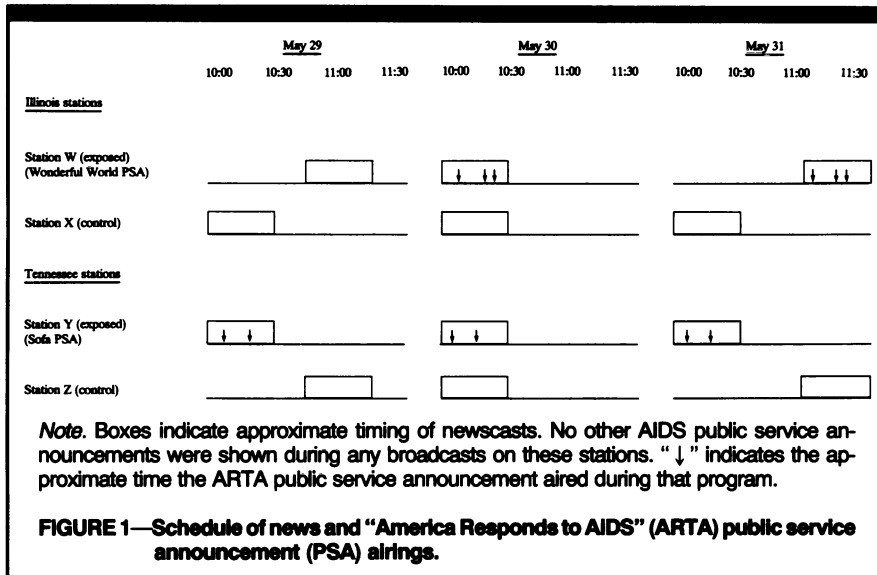 May 29 May 30 May 31
10:00 10:30 11:00 11:30 10:00 10:30 11:00 11:30 10:00 10:30 11:00 11:30
Illinois stations
Station W (exposed)
(Wonderful World PSA)
Station X (control)
Tennessee stations
Station Y (exposed)
(Sofa PSA)
Station Z (control)
Note. Boxes indicate approximate timing of newscasts. No other AIDS public service an-
nouncements were shown during any broadcasts on these stations. “ ↓ ” indicates the ap-
proximate time the ARTA public service announcement aired during that program.
FIGURE 1—Schedule of news and “America Responds to AIDS” (ARTA) public service
announcement (PSA) airings.